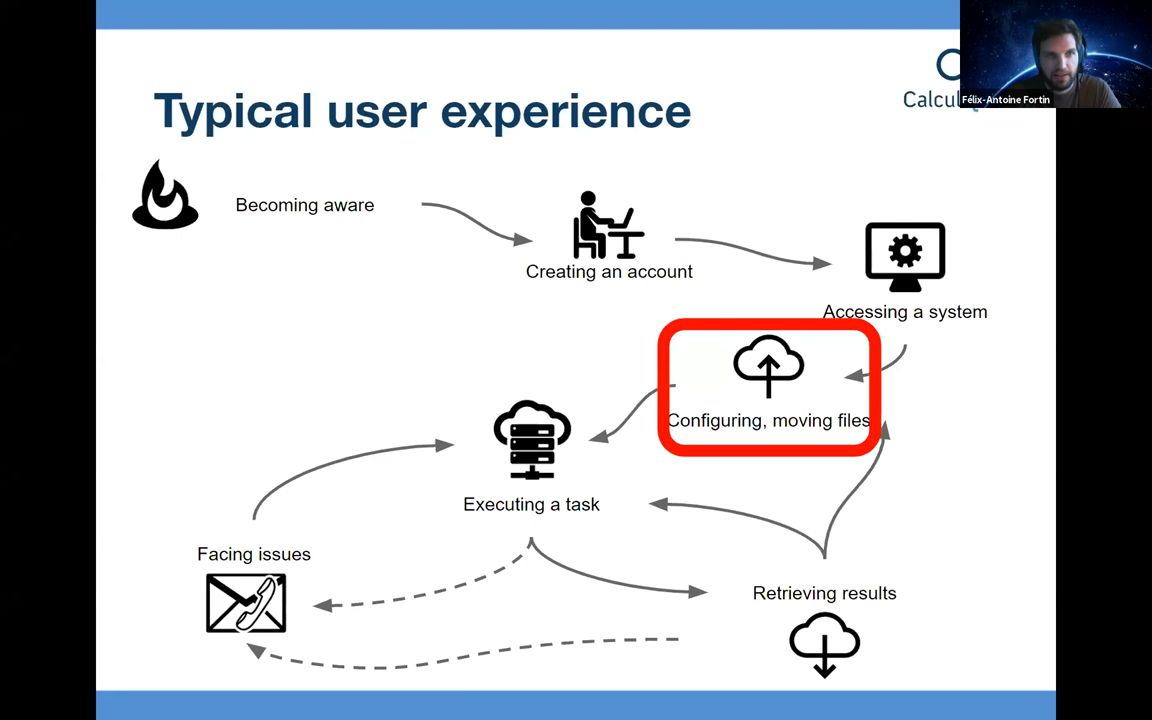 Typical user experience
Félix-Antoine Fortin
Becoming aware
Creating an account
Accessing a system
Configuring, moving files
Executing a task
Facing issues
Retrieving results